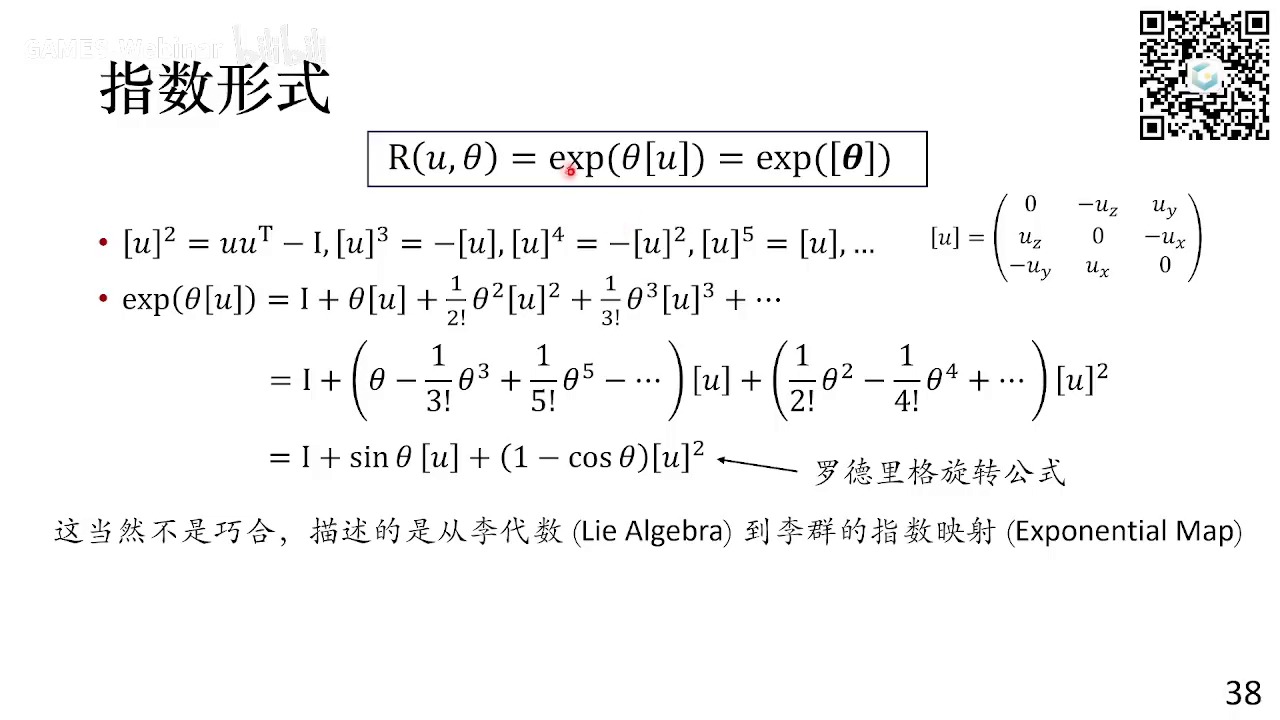 GAMES Webinar
指数形式
R(u, θ) = exp(θ[u]) = exp([𝜽])
• [u]² = uuᵀ − I, [u]³ = −[u], [u]⁴ = −[u]², [u]⁵ = [u], …
[u] = ( 0 −u_z u_y
u_z 0 −u_x
−u_y u_x 0 )
• exp(θ[u]) = I + θ[u] + 1/2! θ²[u]² + 1/3! θ³[u]³ + ⋯
= I + (θ − 1/3! θ³ + 1/5! θ⁵ − ⋯)[u] + (1/2! θ² − 1/4! θ⁴ + ⋯)[u]²
= I + sin θ [u] + (1 − cos θ)[u]²
罗德里格旋转公式
这当然不是巧合，描述的是从李代数 (Lie Algebra) 到李群的指数映射 (Exponential Map)
38